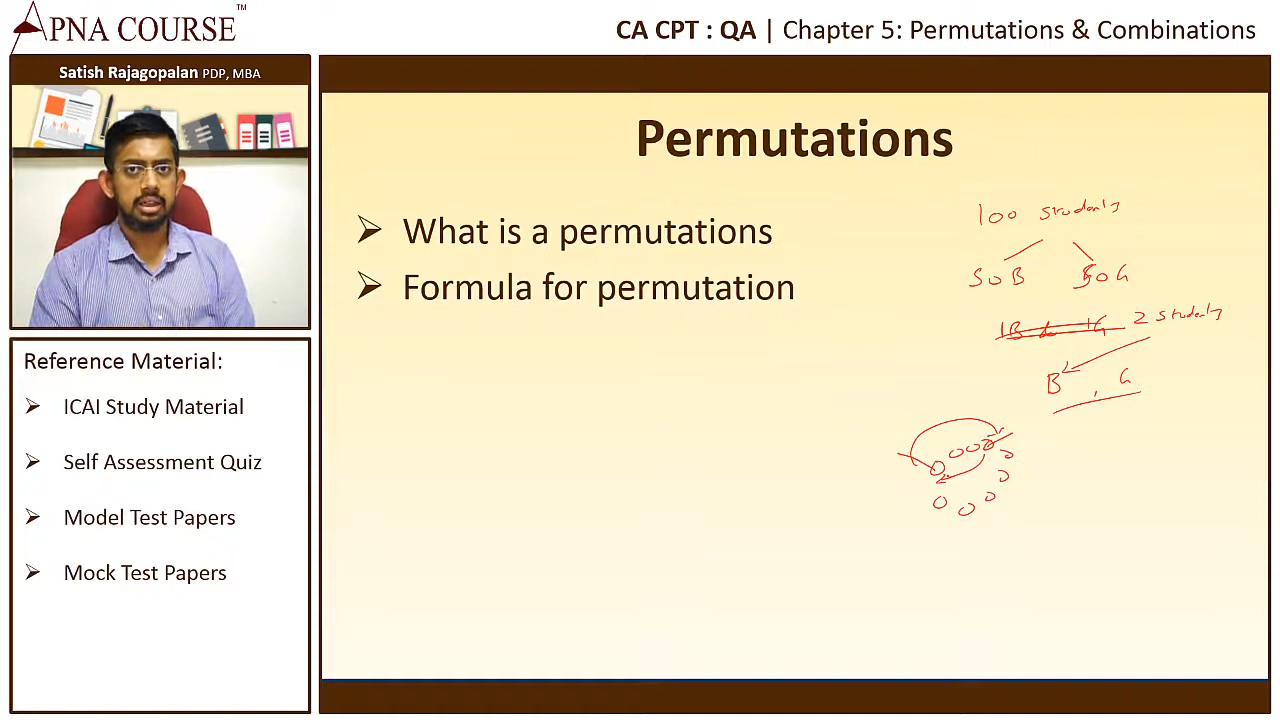 APNA COURSE™
CA CPT : QA | Chapter 5: Permutations & Combinations
Satish Rajagopalan PDP, MBA
Reference Material:
ICAI Study Material
Self Assessment Quiz
Model Test Papers
Mock Test Papers
Permutations
What is a permutations
Formula for permutation
100 students
50B 50G
1B & 1G 2 students
B , G